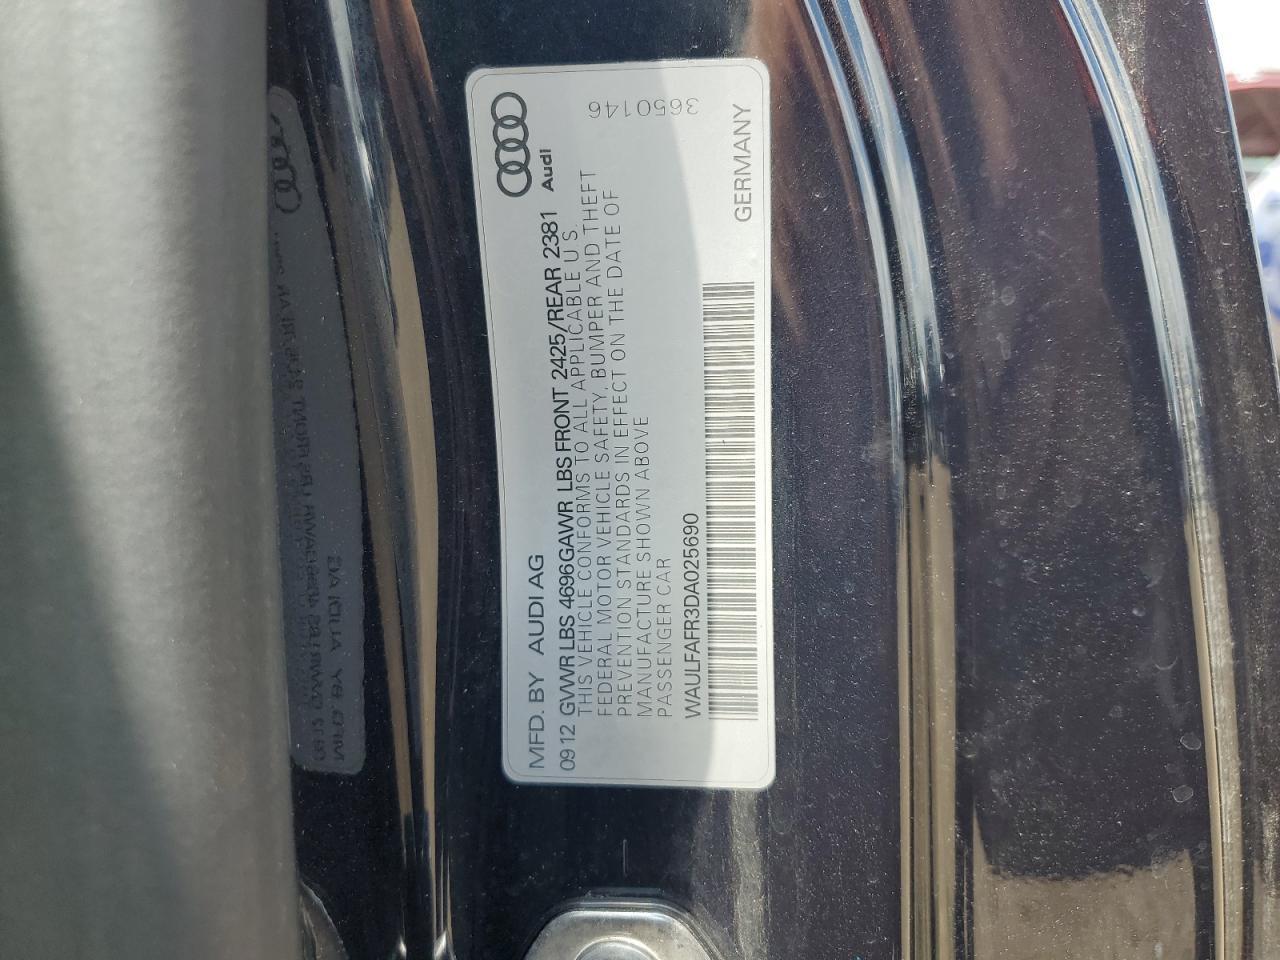 MFD. BY AUDI AG
Audi
0912 GVWR LBS 4696 GAWR LBS FRONT 2425/REAR 2381
THIS VEHICLE CONFORMS TO ALL APPLICABLE U S.
FEDERAL MOTOR VEHICLE SAFETY, BUMPER AND THEFT
PREVENTION STANDARDS IN EFFECT ON THE DATE OF
MANUFACTURE SHOWN ABOVE
PASSENGER CAR
3650146
WAULFAFR3DA025690
GERMANY